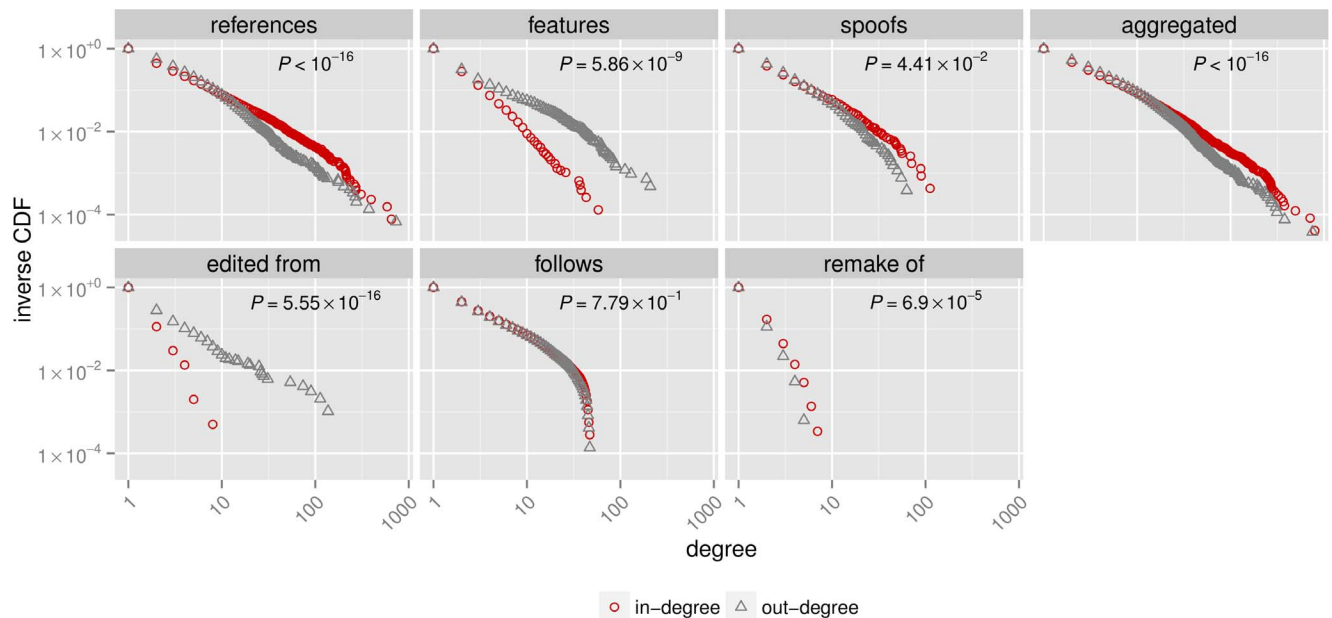 references features spoofs aggregated
P < 10⁻¹⁶ P = 5.86 × 10⁻⁹ P = 4.41 × 10⁻² P < 10⁻¹⁶
1 × 10⁺⁰
1 × 10⁻²
1 × 10⁻⁴
inverse CDF
edited from follows remake of
P = 5.55 × 10⁻¹⁶ P = 7.79 × 10⁻¹ P = 6.9 × 10⁻⁵
1 × 10⁺⁰
1 × 10⁻²
1 × 10⁻⁴
1 10 100 1000 1 10 100 1000 1 10 100 1000
degree
in−degree out−degree